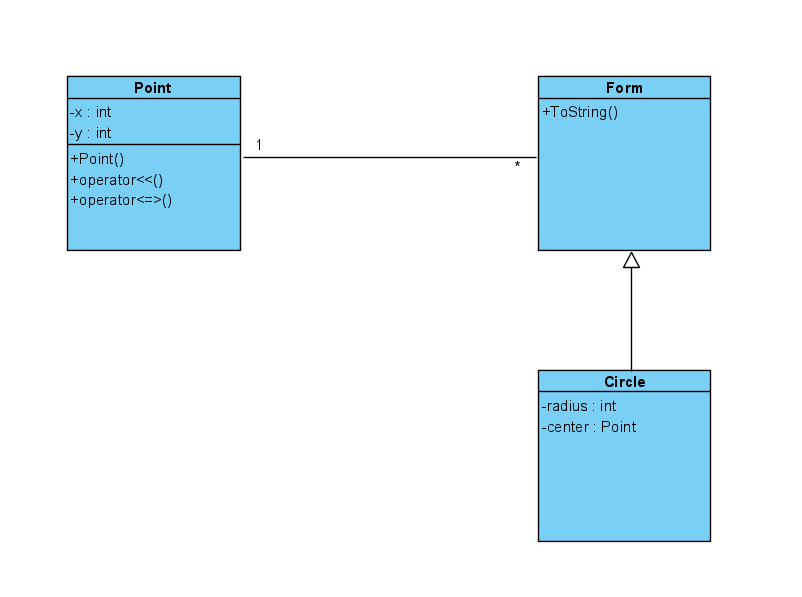 Point
-x : int
-y : int
+Point()
+operator<<()
+operator<=>()
1
*
Form
+ToString()
Circle
-radius : int
-center : Point